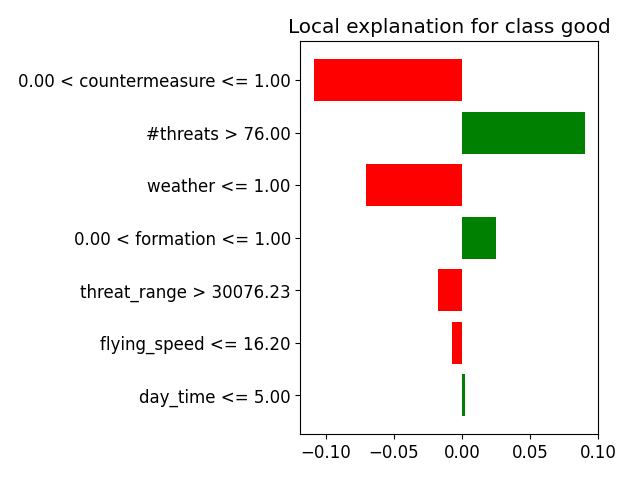 Local explanation for class good
0.00 < countermeasure <= 1.00
#threats > 76.00
weather <= 1.00
0.00 < formation <= 1.00
threat_range > 30076.23
flying_speed <= 16.20
day_time <= 5.00
−0.10 −0.05 0.00 0.05 0.10